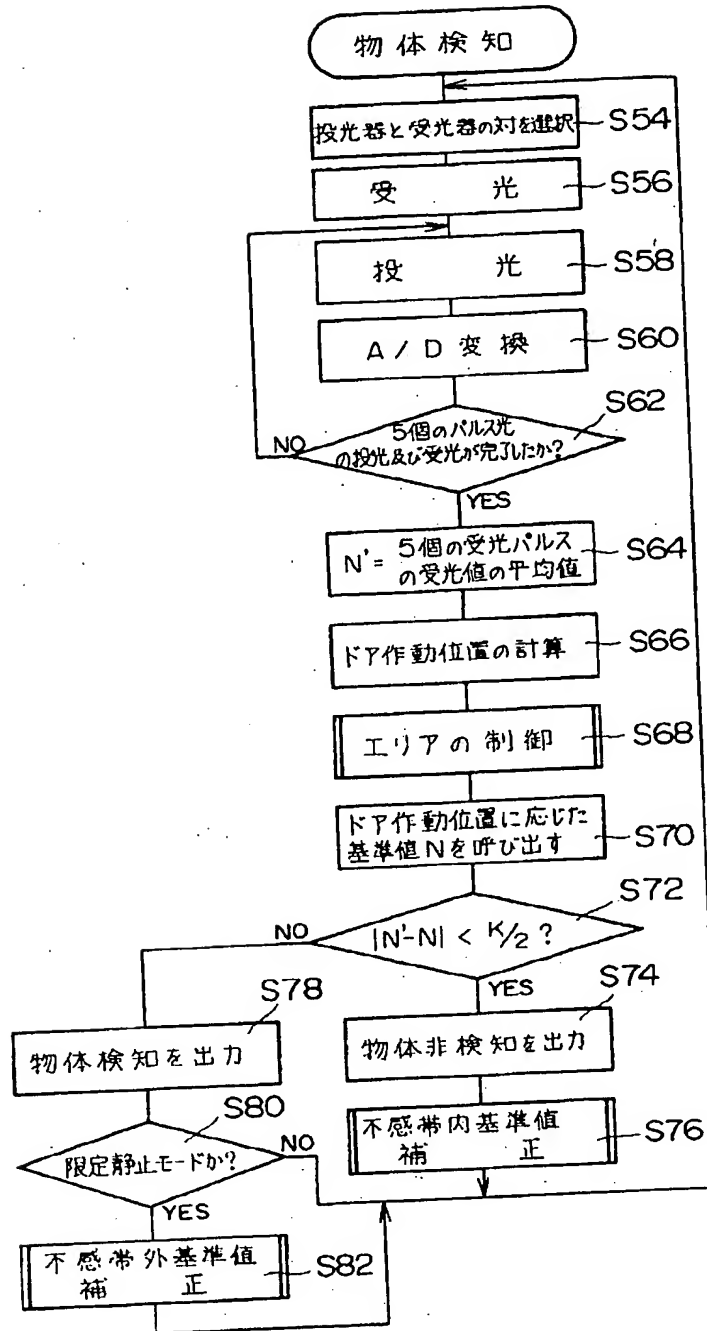 物体検知
投光器と受光器の対を選択
S54
受 光
S56
投 光
S58
A/D変換
S60
S62
5個のパルス光
の投光及び受光が完了したか?
NO
YES
N'= 5個の受光パルス
の受光値の平均値
S64
ドア作動位置の計算
S66
エリアの制御
S68
ドア作動位置に応じた
基準値Nを呼び出す
S70
S72
|N'-N| < K/2 ?
NO
YES
S78
物体検知を出力
S74
物体非検知を出力
S80
限定静止モードか?
NO
YES
不感帯内基準値
補 正
S76
不感帯外基準値
補 正
S82